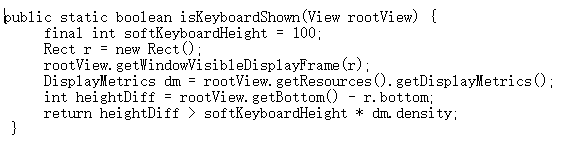 public static boolean isKeyboardShown(View rootView) {
final int softKeyboardHeight = 100;
Rect r = new Rect();
rootView.getWindowVisibleDisplayFrame(r);
DisplayMetrics dm = rootView.getResources().getDisplayMetrics();
int heightDiff = rootView.getBottom() - r.bottom;
return heightDiff > softKeyboardHeight * dm.density;
}